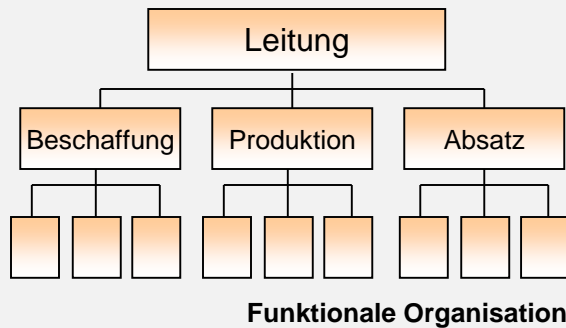 Leitung
Beschaffung
Produktion
Absatz
Funktionale Organisation